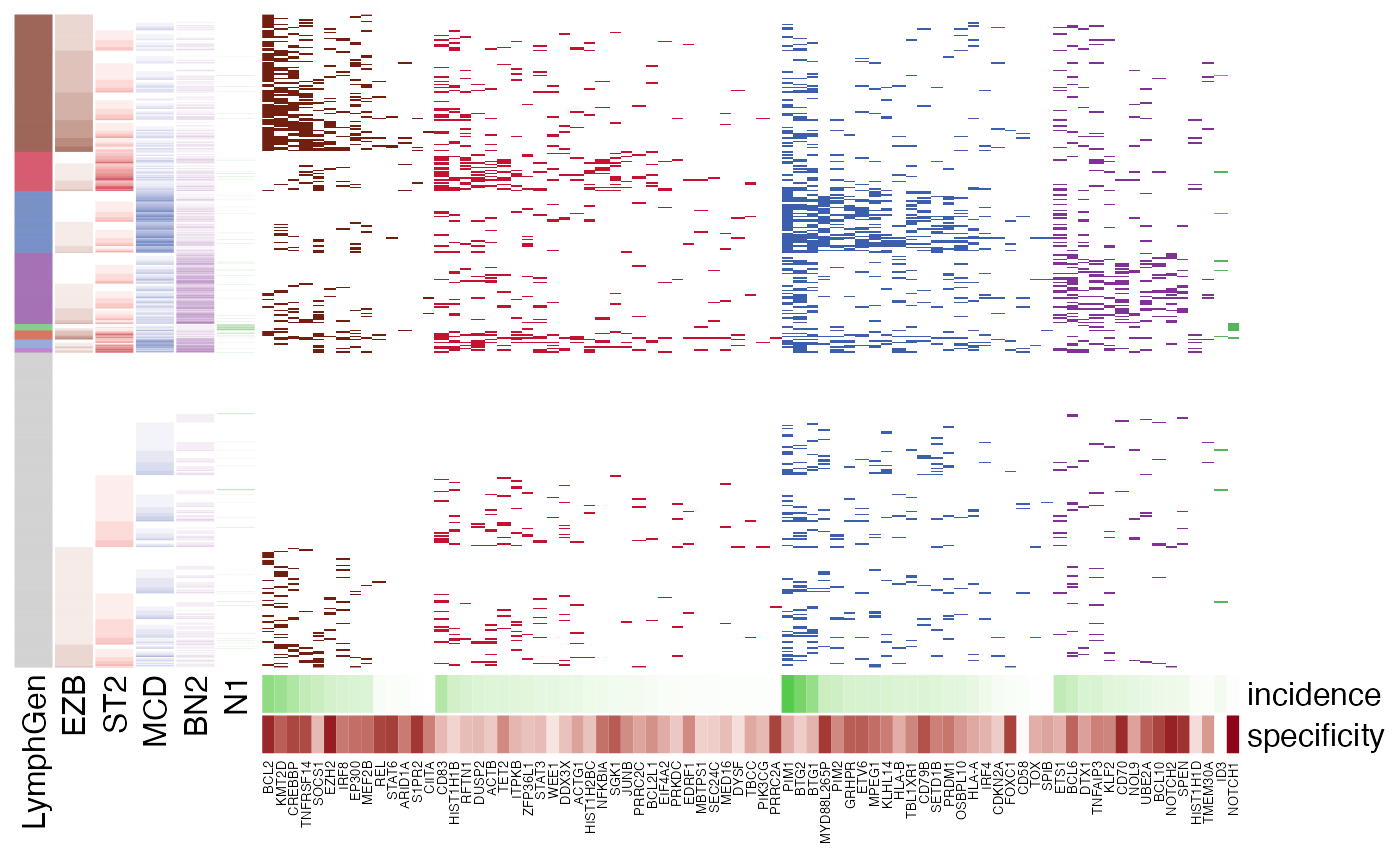 incidence
specificity
LymphGen
EZB
ST2
MCD
BN2
N1
BCL2
KMT2D
CREBBP
TNFRSF14
SOCS1
EZH2
IRF8
EP300
MEF2B
REL
STAT6
ARID1A
S1PR2
CIITA
CD83
HIST1H1B
RFTN1
DUSP2
ACTB
TET2
ITPKB
ZFP36L1
STAT3
WEE1
DDX3X
ACTG1
HIST1H2BC
NFKBIA
SGK1
JUNB
PRRC2C
BCL2L1
EIF4A2
PRKDC
EDRF1
MBTPS1
SEC24C
MED16
DYSF
TBCC
PIK3CG
PRRC2A
PIM1
BTG2
BTG1
MYD88L265P
PIM2
GRHPR
ETV6
MPEG1
KLHL14
HLA-B
TBL1XR1
CD79B
SETD1B
PRDM1
OSBPL10
HLA-A
IRF4
CDKN2A
FOXC1
CD58
TOX
SPIB
ETS1
BCL6
DTX1
TNFAIP3
KLF2
CD70
NOL9
UBE2A
BCL10
NOTCH2
SPEN
HIST1H1D
TMEM30A
ID3
NOTCH1